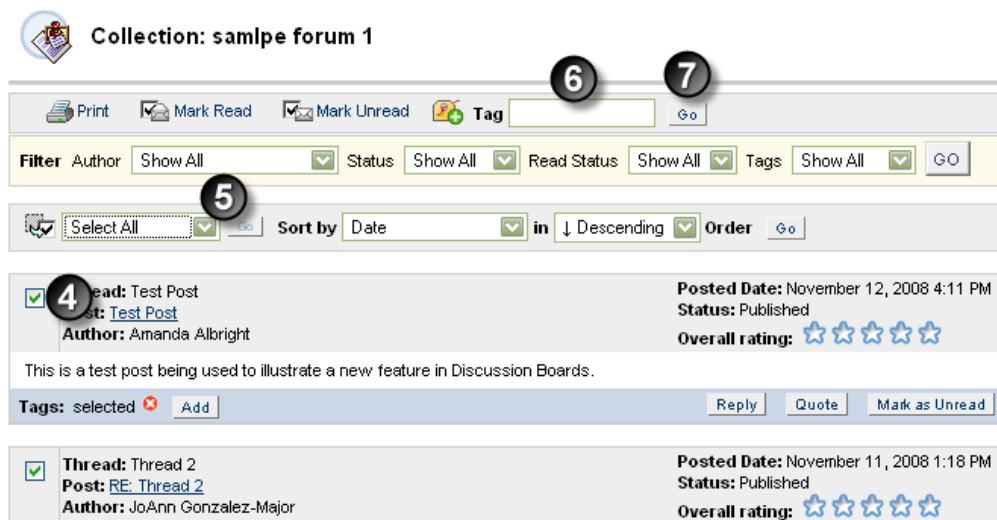 Collection: samlpe forum 1
6 7
Print Mark Read Mark Unread Tag Go
Filter Author Show All Status Show All Read Status Show All Tags Show All GO
5
Select All Go Sort by Date in ↓ Descending Order Go
4
ead: Test Post Posted Date: November 12, 2008 4:11 PM
st: Test Post Status: Published
Author: Amanda Albright Overall rating:
This is a test post being used to illustrate a new feature in Discussion Boards.
Tags: selected Add Reply Quote Mark as Unread
Thread: Thread 2 Posted Date: November 11, 2008 1:18 PM
Post: RE: Thread 2 Status: Published
Author: JoAnn Gonzalez-Major Overall rating: